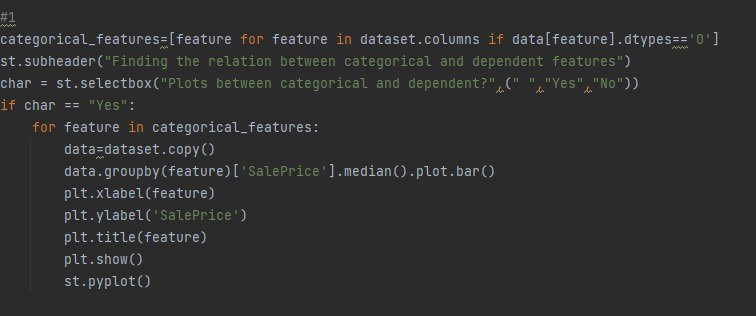 #1
categorical_features=[feature for feature in dataset.columns if data[feature].dtypes=='O']
st.subheader("Finding the relation between categorical and dependent features")
char = st.selectbox("Plots between categorical and dependent?",(" ","Yes","No"))
if char == "Yes":
    for feature in categorical_features:
        data=dataset.copy()
        data.groupby(feature)['SalePrice'].median().plot.bar()
        plt.xlabel(feature)
        plt.ylabel('SalePrice')
        plt.title(feature)
        plt.show()
        st.pyplot()